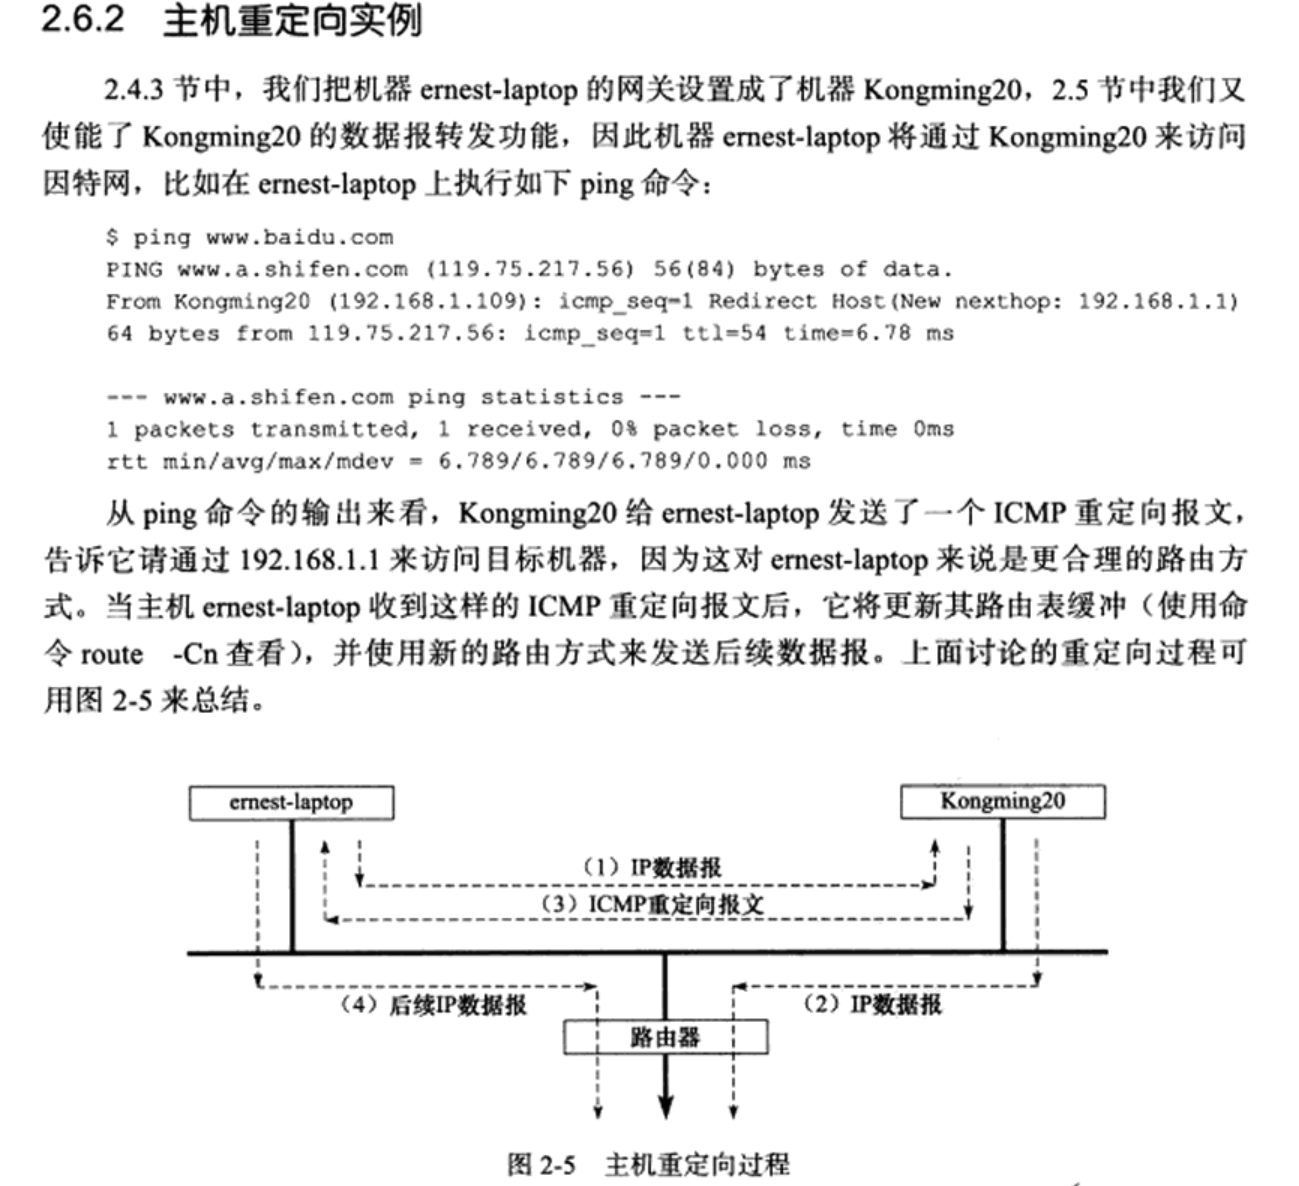 2.6.2 主机重定向实例
2.4.3 节中，我们把机器 ernest-laptop 的网关设置成了机器 Kongming20，2.5 节中我们又
使能了 Kongming20 的数据报转发功能，因此机器 ernest-laptop 将通过 Kongming20 来访问
因特网，比如在 ernest-laptop 上执行如下 ping 命令：
$ ping www.baidu.com
PING www.a.shifen.com (119.75.217.56) 56(84) bytes of data.
From Kongming20 (192.168.1.109): icmp_seq=1 Redirect Host(New nexthop: 192.168.1.1)
64 bytes from 119.75.217.56: icmp_seq=1 ttl=54 time=6.78 ms
--- www.a.shifen.com ping statistics ---
1 packets transmitted, 1 received, 0% packet loss, time 0ms
rtt min/avg/max/mdev = 6.789/6.789/6.789/0.000 ms
从 ping 命令的输出来看，Kongming20 给 ernest-laptop 发送了一个 ICMP 重定向报文，
告诉它请通过 192.168.1.1 来访问目标机器，因为这对 ernest-laptop 来说是更合理的路由方
式。当主机 ernest-laptop 收到这样的 ICMP 重定向报文后，它将更新其路由表缓冲（使用命
令 route -Cn 查看），并使用新的路由方式来发送后续数据报。上面讨论的重定向过程可
用图 2-5 来总结。
ernest-laptop
Kongming20
（1）IP数据报
（3）ICMP重定向报文
（4）后续IP数据报
（2）IP数据报
路由器
图 2-5 主机重定向过程